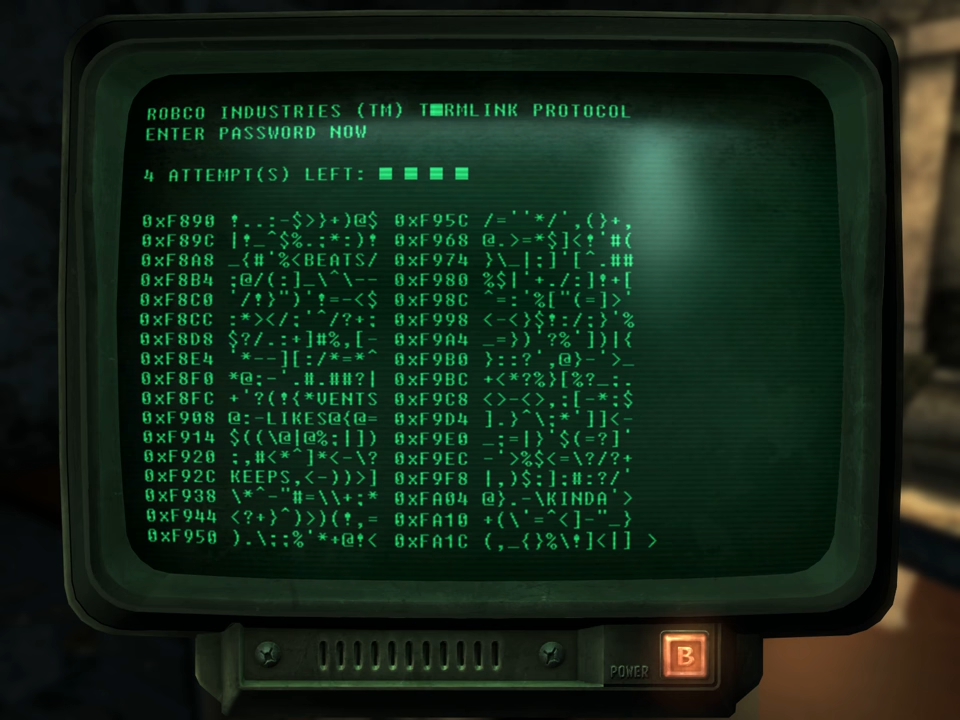 ROBCO INDUSTRIES (TM) T■RMLINK PROTOCOL
ENTER PASSWORD NOW
4 ATTEMPT(S) LEFT: ■ ■ ■ ■
0xF890 !..:-$>}+)@$ 0xF95C /=''*/',(}+,
0xF89C |!_^$%.;*:)! 0xF968 @.>=*$]<!'#(
0xF8A8 _{#'%<BEATS/ 0xF974 }\_|;]'[^.##
0xF8B4 ;@/(:]_\^\-- 0xF980 %$|'+./:]!+[
0xF8C0 '/!}")'!=-<$ 0xF98C ^=:'%["(=]>'
0xF8CC :*></;'^/?+; 0xF998 <-<}$!:/;}'%
0xF8D8 $?/.:+]#%,[- 0xF9A4 _=})'?%'])|{
0xF8E4 '*--][:/*=*^ 0xF9B0 }::?',@}-'>_
0xF8F0 *@;-'.#.##?| 0xF9BC +<*?%}[%?_;.
0xF8FC +'?(!{*VENTS 0xF9C8 <>-<>,:[-*:$
0xF908 @:-LIKES@{@= 0xF9D4 ].}^\;*']]<-
0xF914 $((\@|@%;|]) 0xF9E0 _;=|}'$(=?]'
0xF920 ;,#<*^]*<-\? 0xF9EC -'>%$<=\?/?+
0xF92C KEEPS,<-))>] 0xF9F8 |,)$;];#:?/'
0xF938 \*^-"#=\\+;* 0xFA04 @}.-\KINDA'>
0xF944 <?+}^)>)(!,= 0xFA10 +(\'=^<]-"_}
0xF950 ).\;;%'*+@!< 0xFA1C (,_{}%\!]<|] >
POWER
B